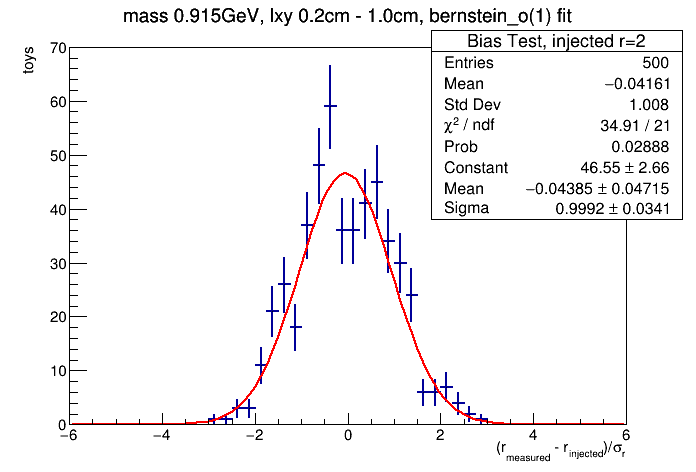 mass 0.915GeV, lxy 0.2cm - 1.0cm, bernstein_o(1) fit
toys
Bias Test, injected r=2
Entries 500
Mean −0.04161
Std Dev 1.008
χ² / ndf 34.91 / 21
Prob 0.02888
Constant 46.55 ± 2.66
Mean −0.04385 ± 0.04715
Sigma 0.9992 ± 0.0341
70
60
50
40
30
20
10
0
−6 −4 −2 0 2 4 6
(r_measured - r_injected)/σ_r